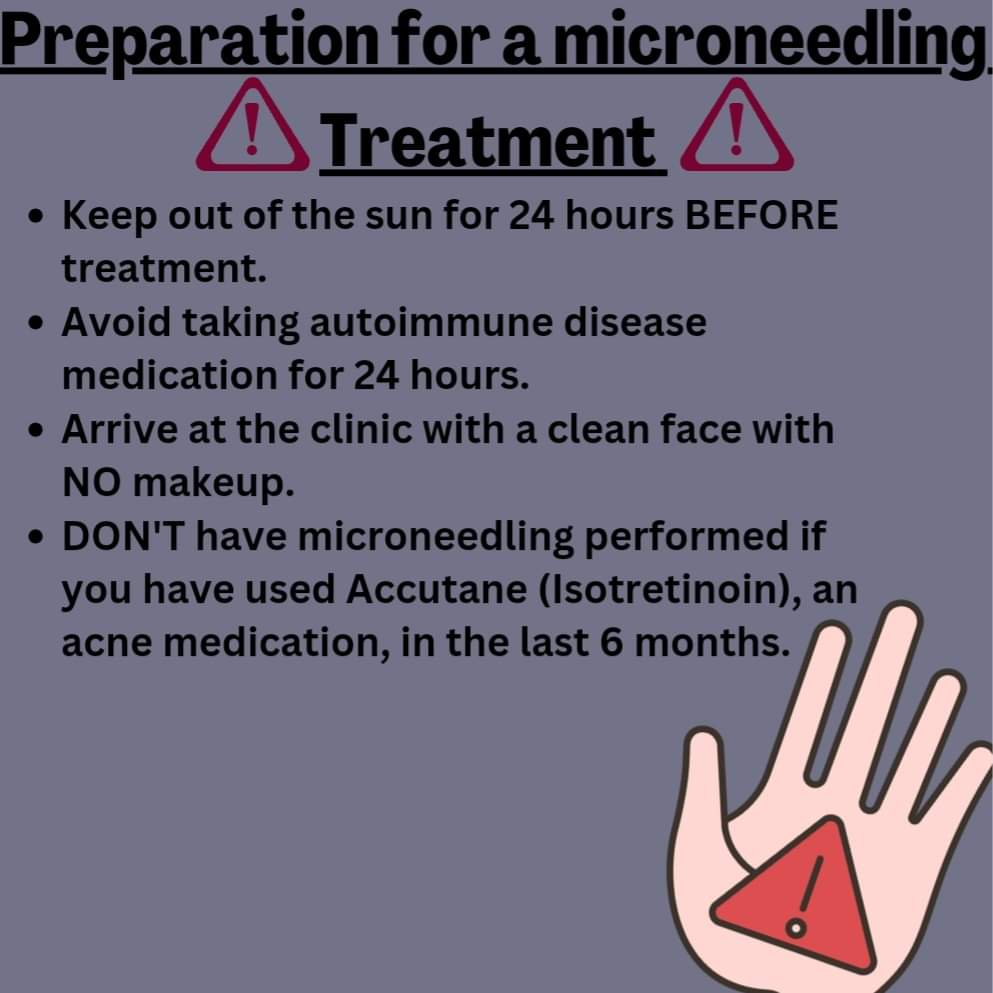 Preparation for a microneedling
Treatment
• Keep out of the sun for 24 hours BEFORE
treatment.
• Avoid taking autoimmune disease
medication for 24 hours.
• Arrive at the clinic with a clean face with
NO makeup.
• DON'T have microneedling performed if
you have used Accutane (Isotretinoin), an
acne medication, in the last 6 months.